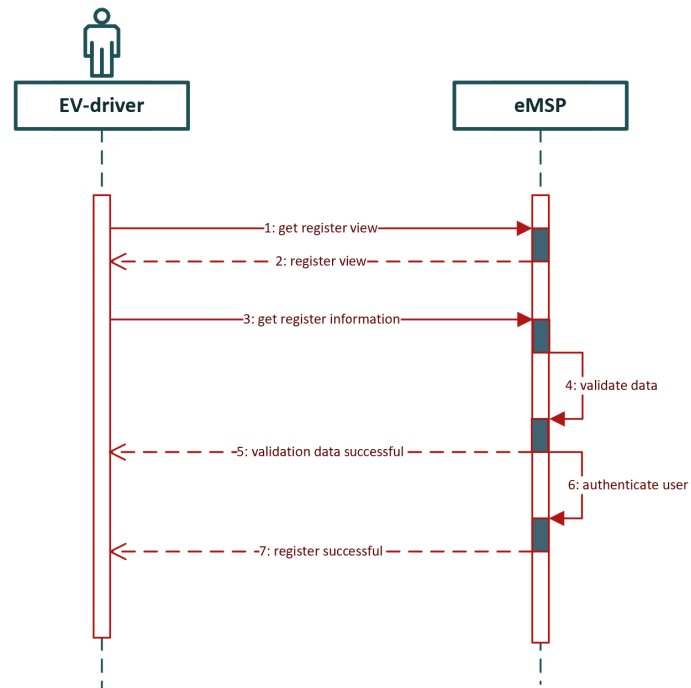 EV-driver
eMSP
1: get register view
2: register view
3: get register information
4: validate data
5: validation data successful
6: authenticate user
7: register successful